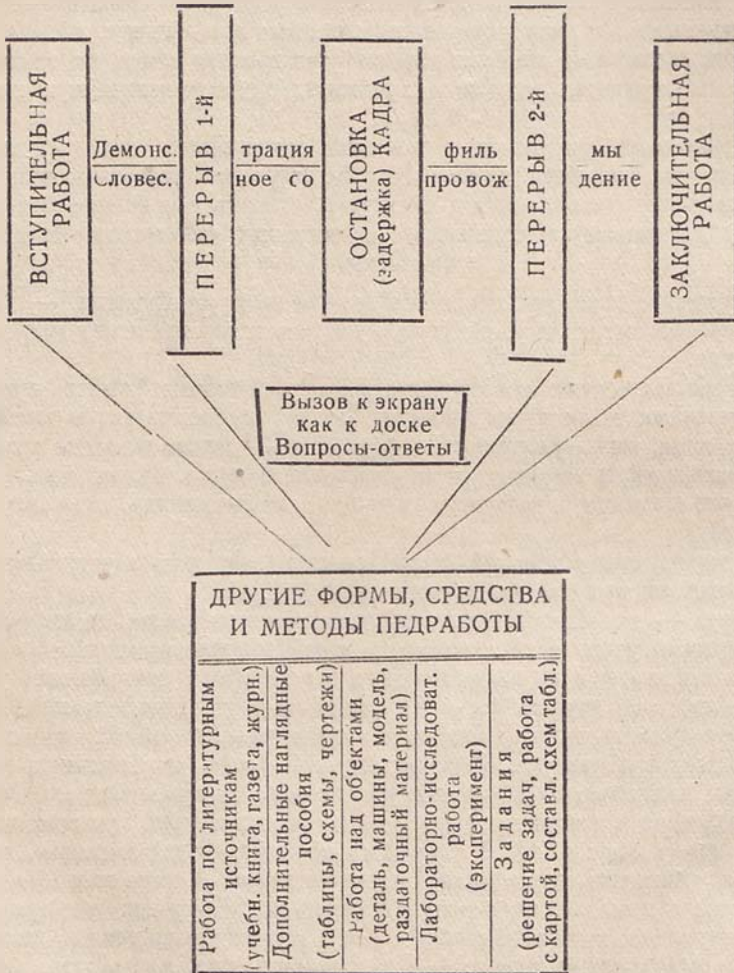 ВСТУПИТЕЛЬНАЯ
РАБОТА
Демонс.
словес.
ПЕРЕРЫВ 1-й
трация
ное со
ОСТАНОВКА
(задержка) КАДРА
филь
провож
ПЕРЕРЫВ 2-й
мы
дение
ЗАКЛЮЧИТЕЛЬНАЯ
РАБОТА
Вызов к экрану
как к доске
Вопросы-ответы
ДРУГИЕ ФОРМЫ, СРЕДСТВА
И МЕТОДЫ ПЕДРАБОТЫ
Работа по литературным
источникам
(учебн. книга, газета, журн.)
Дополнительные наглядные
пособия
(таблицы, схемы, чертежи)
Работа над об'ектами
(деталь, машины, модель,
раздаточный материал)
Лабораторно-исследоват.
работа
(эксперимент)
Задания
(решение задач, работа
с картой, составл. схем табл.)